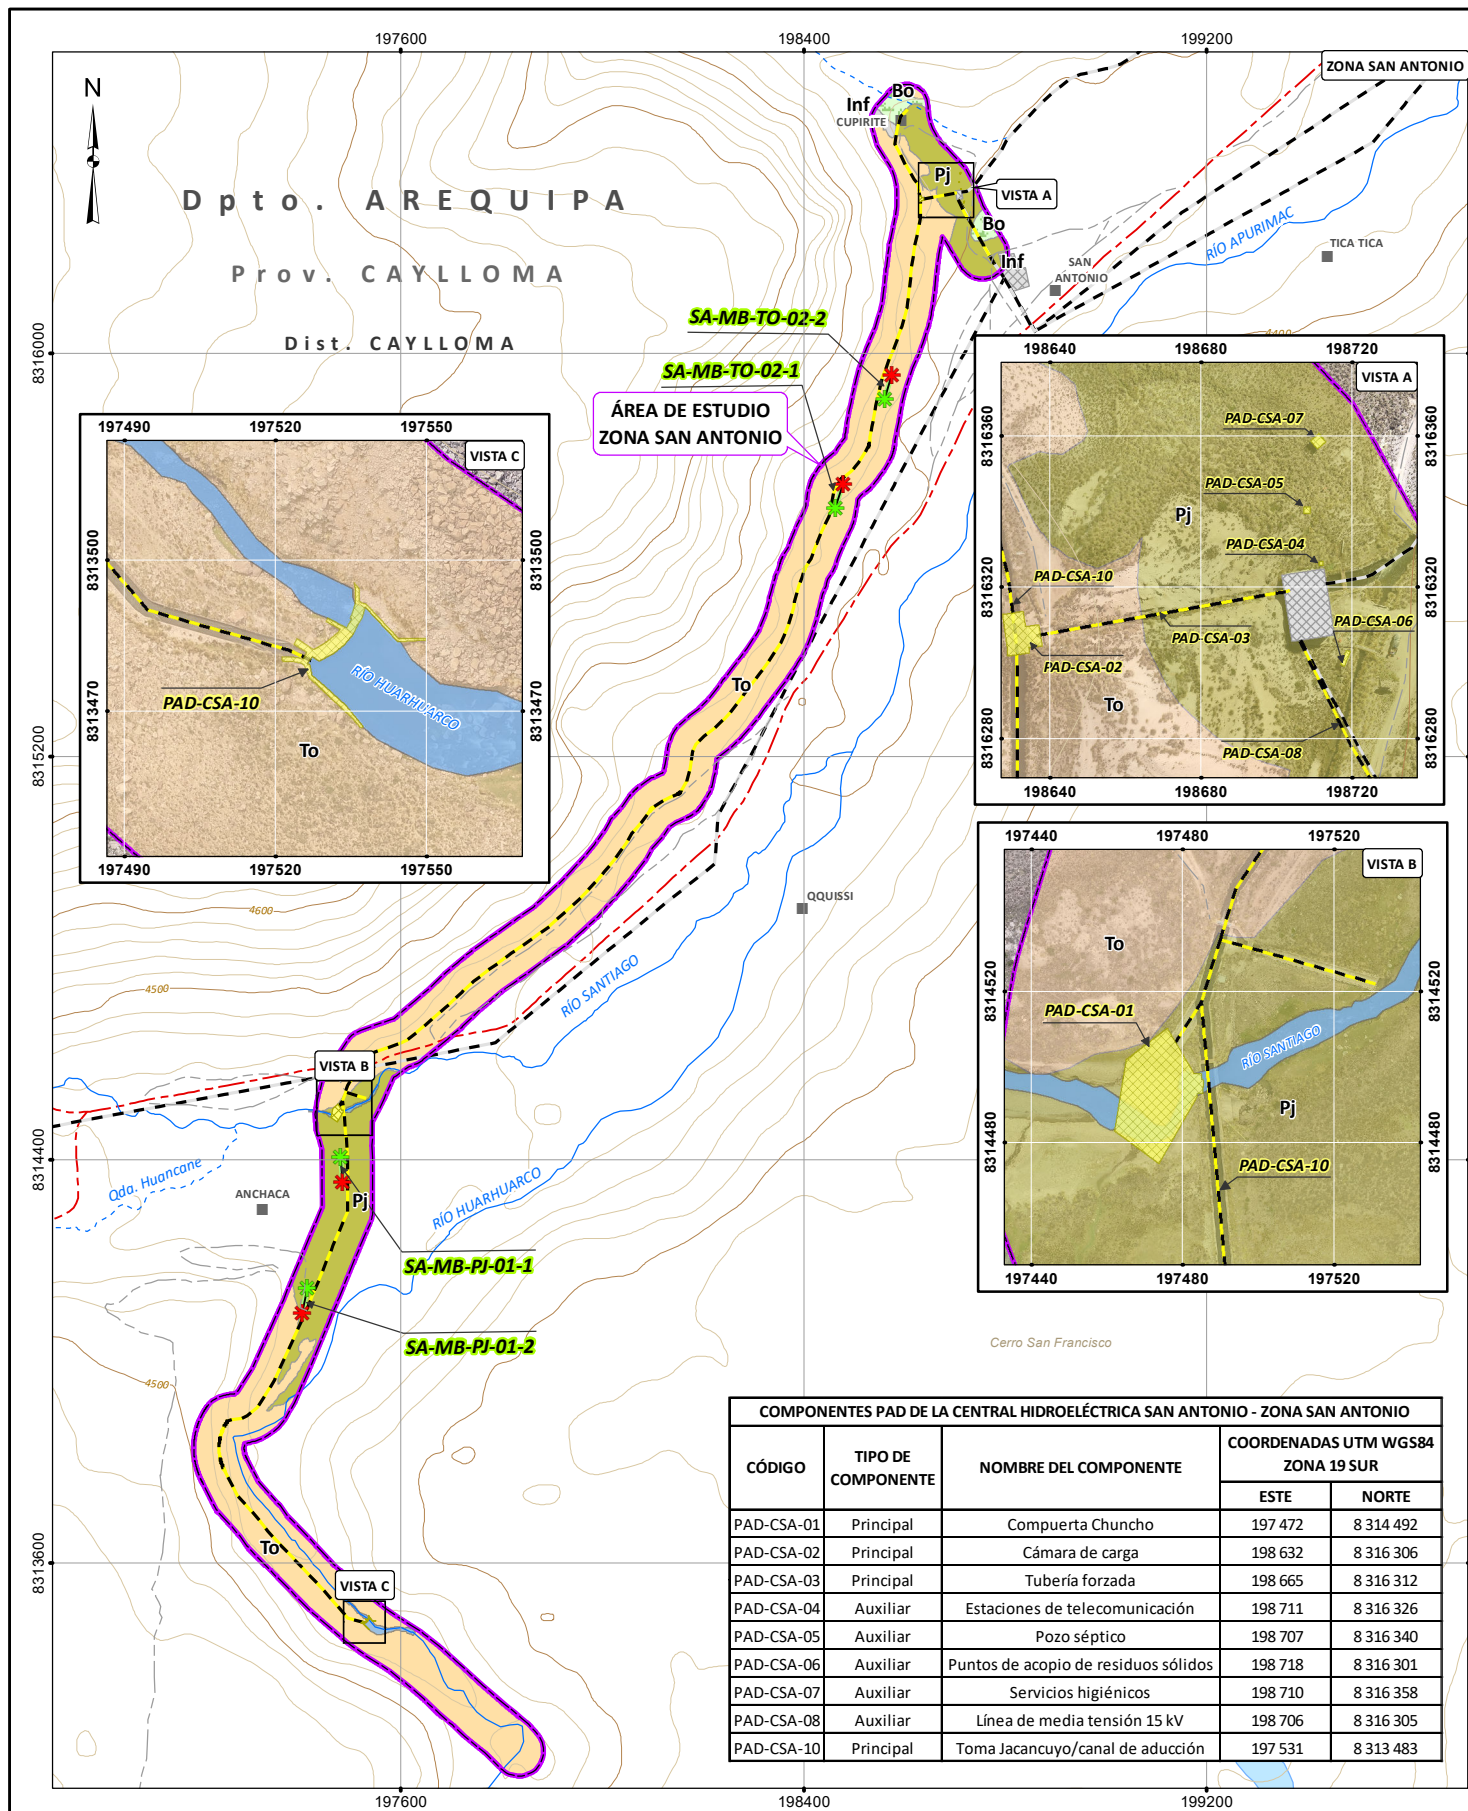 197600
198400
199200
ZONA SAN ANTONIO
N
Bo
Inf
CUPIRITE
Pj
VISTA A
Dpto. AREQUIPA
Bo
RÍO APURIMAC
TICA TICA
Prov. CAYLLOMA
Inf
SAN
ANTONIO
SA-MB-TO-02-2
Dist. CAYLLOMA
8316000
SA-MB-TO-02-1
ÁREA DE ESTUDIO
ZONA SAN ANTONIO
197490
197520
197550
VISTA C
8313500
8313500
PAD-CSA-10
RÍO HUARHUARCO
8313470
8313470
To
197490
197520
197550
198640
198680
198720
VISTA A
PAD-CSA-07
8316360
8316360
PAD-CSA-05
Pj
PAD-CSA-04
PAD-CSA-10
8316320
8316320
PAD-CSA-03
PAD-CSA-06
PAD-CSA-02
To
8316280
8316280
PAD-CSA-08
198640
198680
198720
To
8315200
197440
197480
197520
VISTA B
To
PAD-CSA-01
8314520
8314520
RÍO SANTIAGO
Pj
8314480
8314480
PAD-CSA-10
197440
197480
197520
QQUISSI
4600
4500
RÍO SANTIAGO
VISTA B
8314400
Qda. Huancane
ANCHACA
Pj
RÍO HUARHUARCO
SA-MB-PJ-01-1
SA-MB-PJ-01-2
Cerro San Francisco
4500
To
8313600
VISTA C
COMPONENTES PAD DE LA CENTRAL HIDROELÉCTRICA SAN ANTONIO - ZONA SAN ANTONIO
CÓDIGO TIPO DE COMPONENTE NOMBRE DEL COMPONENTE COORDENADAS UTM WGS84 ZONA 19 SUR
ESTE NORTE
PAD-CSA-01 Principal Compuerta Chuncho 197 472 8 314 492
PAD-CSA-02 Principal Cámara de carga 198 632 8 316 306
PAD-CSA-03 Principal Tubería forzada 198 665 8 316 312
PAD-CSA-04 Auxiliar Estaciones de telecomunicación 198 711 8 316 326
PAD-CSA-05 Auxiliar Pozo séptico 198 707 8 316 340
PAD-CSA-06 Auxiliar Puntos de acopio de residuos sólidos 198 718 8 316 301
PAD-CSA-07 Auxiliar Servicios higiénicos 198 710 8 316 358
PAD-CSA-08 Auxiliar Línea de media tensión 15 kV 198 706 8 316 305
PAD-CSA-10 Principal Toma Jacancuyo/canal de aducción 197 531 8 313 483
197600
198400
199200